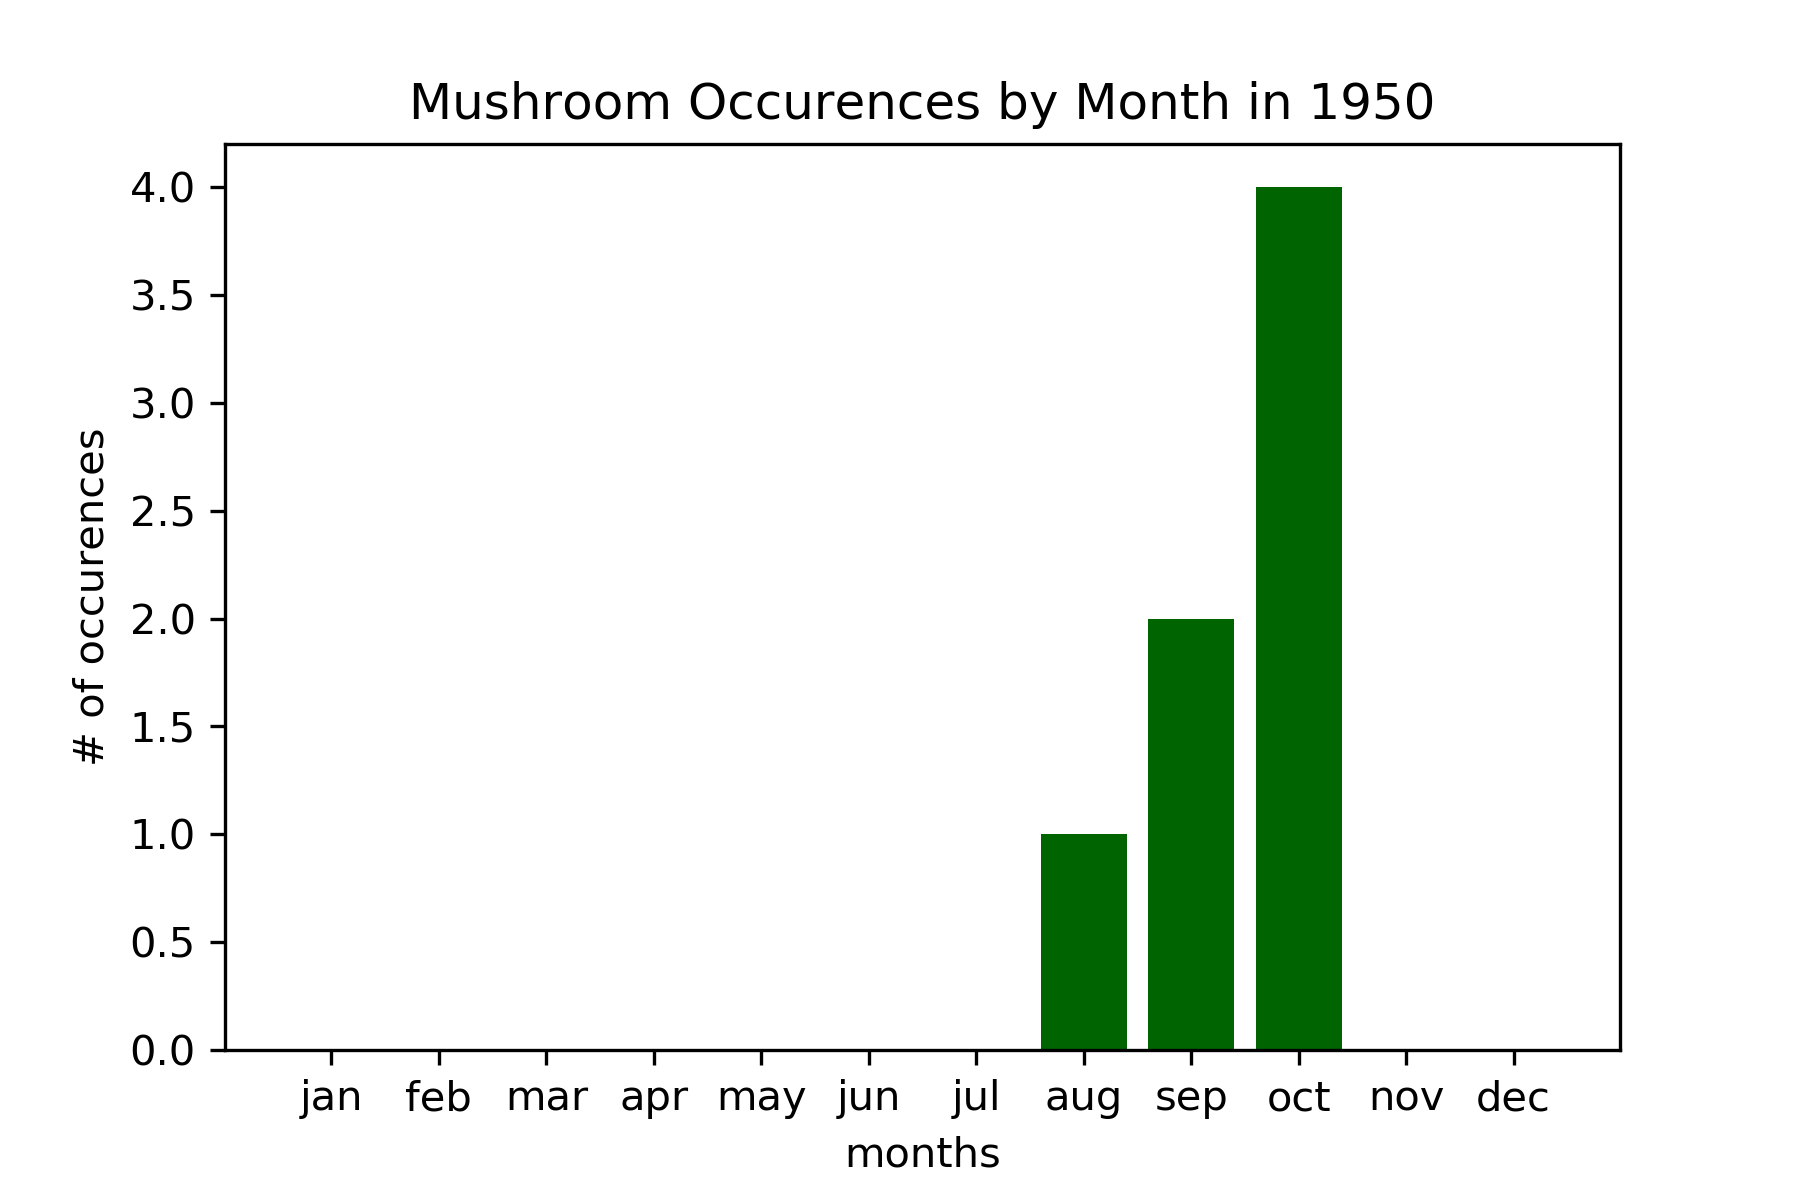 Mushroom Occurences by Month in 1950
# of occurences
4.0
3.5
3.0
2.5
2.0
1.5
1.0
0.5
0.0
jan feb mar apr may jun jul aug sep oct nov dec
months